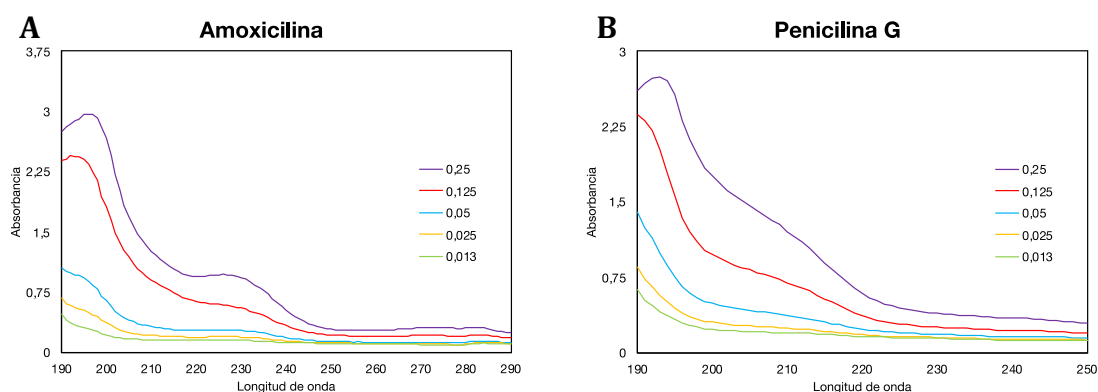 A
Amoxicilina
3,75
3
2,25
1,5
0,75
0
Absorbancia
190 200 210 220 230 240 250 260 270 280 290
Longitud de onda
0,25
0,125
0,05
0,025
0,013
B
Penicilina G
3
2,25
1,5
0,75
0
Absorbancia
190 200 210 220 230 240 250
Longitud de onda
0,25
0,125
0,05
0,025
0,013